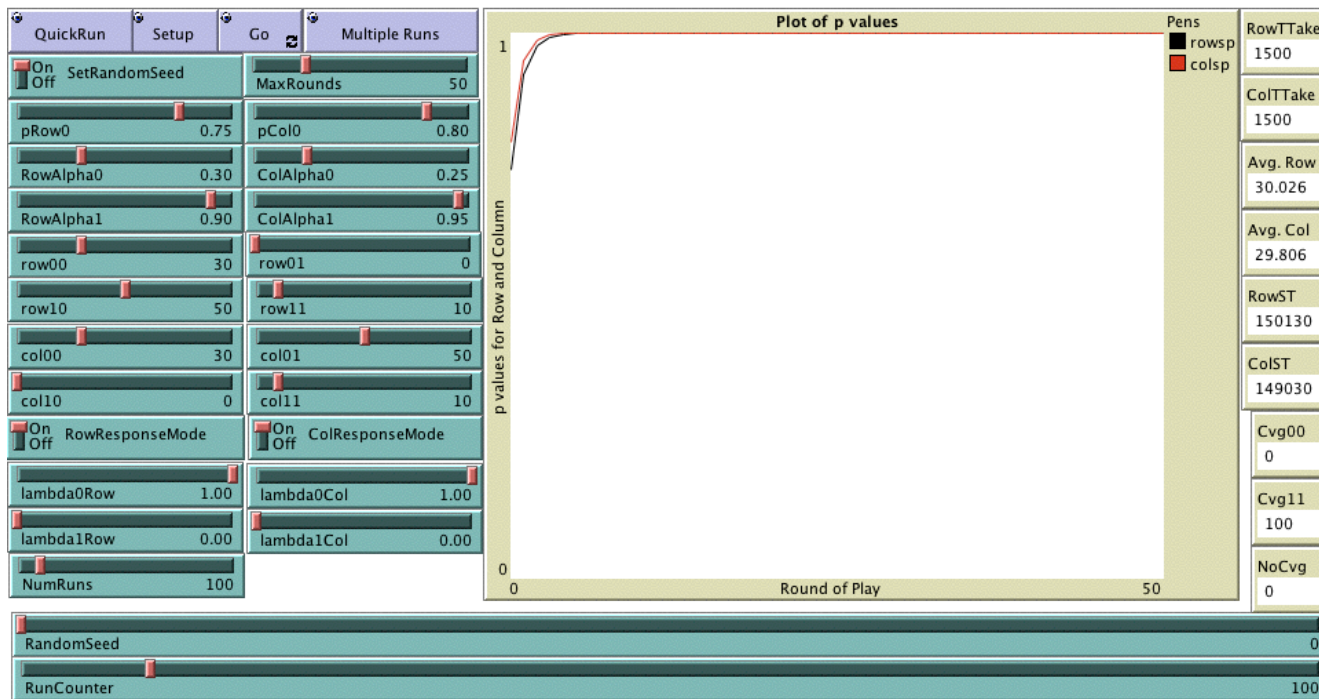 QuickRun Setup Go Multiple Runs
On
Off SetRandomSeed
MaxRounds 50
pRow0 0.75
pCol0 0.80
RowAlpha0 0.30
ColAlpha0 0.25
RowAlpha1 0.90
ColAlpha1 0.95
row00 30
row01 0
row10 50
row11 10
col00 30
col01 50
col10 0
col11 10
On
Off RowResponseMode
On
Off ColResponseMode
lambda0Row 1.00
lambda0Col 1.00
lambda1Row 0.00
lambda1Col 0.00
NumRuns 100
Plot of p values
Pens
rowsp
colsp
1
p values for Row and Column
0
0 Round of Play 50
RowTTake
1500
ColTTake
1500
Avg. Row
30.026
Avg. Col
29.806
RowST
150130
ColST
149030
Cvg00
0
Cvg11
100
NoCvg
0
RandomSeed 0
RunCounter 100